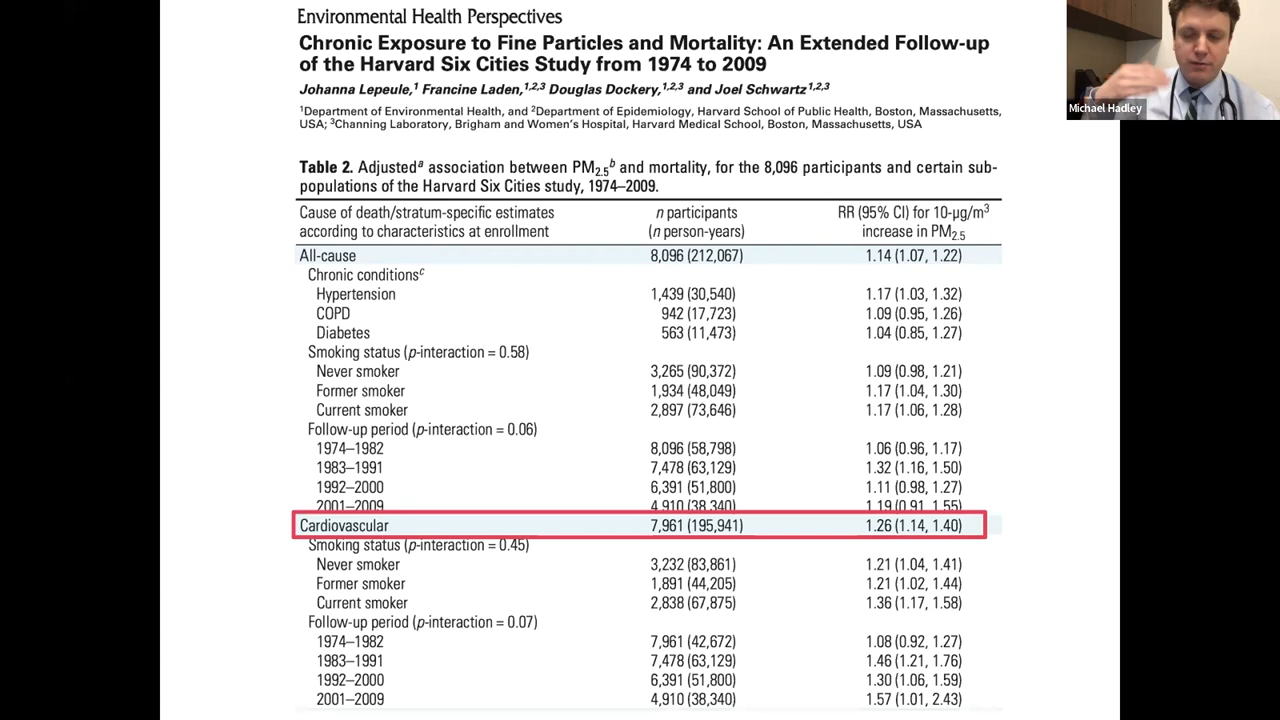 Environmental Health Perspectives
Chronic Exposure to Fine Particles and Mortality: An Extended Follow-up
of the Harvard Six Cities Study from 1974 to 2009
Johanna Lepeule,1 Francine Laden,1,2,3 Douglas Dockery,1,2,3 and Joel Schwartz1,2,3
1Department of Environmental Health, and 2Department of Epidemiology, Harvard School of Public Health, Boston, Massachusetts,
USA; 3Channing Laboratory, Brigham and Women's Hospital, Harvard Medical School, Boston, Massachusetts, USA
Michael Hadley
Table 2. Adjusteda association between PM2.5b and mortality, for the 8,096 participants and certain sub-
populations of the Harvard Six Cities study, 1974–2009.
Cause of death/stratum-specific estimates n participants RR (95% CI) for 10-μg/m3
according to characteristics at enrollment (n person-years) increase in PM2.5
All-cause 8,096 (212,067) 1.14 (1.07, 1.22)
Chronic conditionsc
Hypertension 1,439 (30,540) 1.17 (1.03, 1.32)
COPD 942 (17,723) 1.09 (0.95, 1.26)
Diabetes 563 (11,473) 1.04 (0.85, 1.27)
Smoking status (p-interaction = 0.58)
Never smoker 3,265 (90,372) 1.09 (0.98, 1.21)
Former smoker 1,934 (48,049) 1.17 (1.04, 1.30)
Current smoker 2,897 (73,646) 1.17 (1.06, 1.28)
Follow-up period (p-interaction = 0.06)
1974–1982 8,096 (58,798) 1.06 (0.96, 1.17)
1983–1991 7,478 (63,129) 1.32 (1.16, 1.50)
1992–2000 6,391 (51,800) 1.11 (0.98, 1.27)
2001–2009 4,910 (38,340) 1.19 (0.91, 1.55)
Cardiovascular 7,961 (195,941) 1.26 (1.14, 1.40)
Smoking status (p-interaction = 0.45)
Never smoker 3,232 (83,861) 1.21 (1.04, 1.41)
Former smoker 1,891 (44,205) 1.21 (1.02, 1.44)
Current smoker 2,838 (67,875) 1.36 (1.17, 1.58)
Follow-up period (p-interaction = 0.07)
1974–1982 7,961 (42,672) 1.08 (0.92, 1.27)
1983–1991 7,478 (63,129) 1.46 (1.21, 1.76)
1992–2000 6,391 (51,800) 1.30 (1.06, 1.59)
2001–2009 4,910 (38,340) 1.57 (1.01, 2.43)